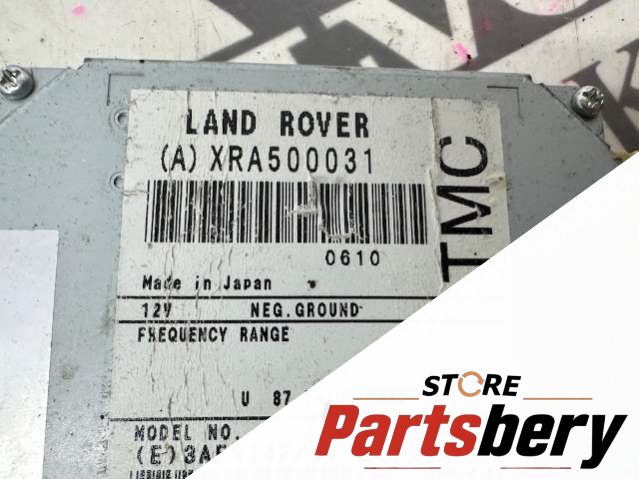 LAND ROVER
(A) XRA500031
TMC
0610
Made in Japan
12V NEG.GROUND
FREQUENCY RANGE
U 87
MODEL NO.
STORE
Partsbery